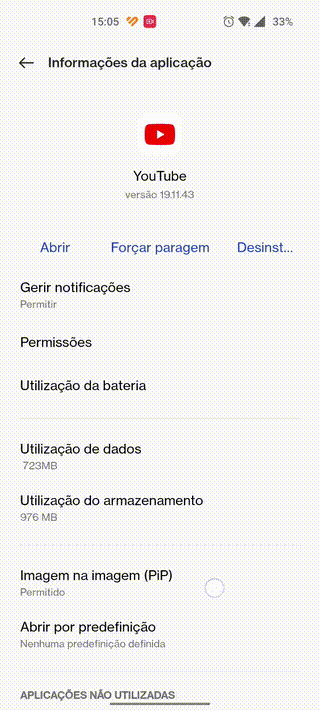 15:05
33%
Informações da aplicação
YouTube
versão 19.11.43
Abrir
Forçar paragem
Desinst...
Gerir notificações
Permitir
Permissões
Utilização da bateria
Utilização de dados
723MB
Utilização do armazenamento
976 MB
Imagem na imagem (PiP)
Permitido
Abrir por predefinição
Nenhuma predefinição definida
APLICAÇÕES NÃO UTILIZADAS